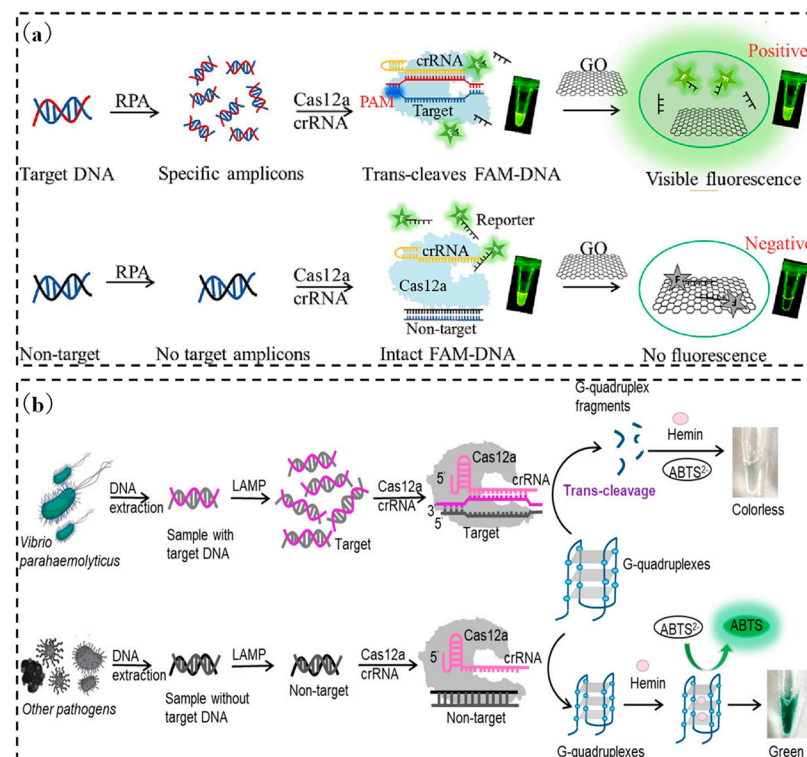 (a)
Target DNA
RPA
Specific amplicons
Cas12a
crRNA
crRNA
PAM
Target
F
F
Trans-cleaves FAM-DNA
GO
Positive
F
F
Visible fluorescence
Non-target
RPA
No target amplicons
Cas12a
crRNA
F
F
F
Reporter
crRNA
Cas12a
Non-target
Intact FAM-DNA
GO
Negative
F
F
No fluorescence
(b)
Vibrio
parahaemolyticus
DNA
extraction
Sample with
target DNA
LAMP
Target
Cas12a
crRNA
Cas12a
5'
crRNA
3'
5'
Target
G-quadruplex
fragments
Trans-cleavage
Hemin
ABTS2-
Colorless
G-quadruplexes
Other pathogens
DNA
extraction
Sample without
target DNA
LAMP
Non-target
Cas12a
crRNA
Cas12a
5'
crRNA
Non-target
G-quadruplexes
Hemin
ABTS2-
ABTS
Green